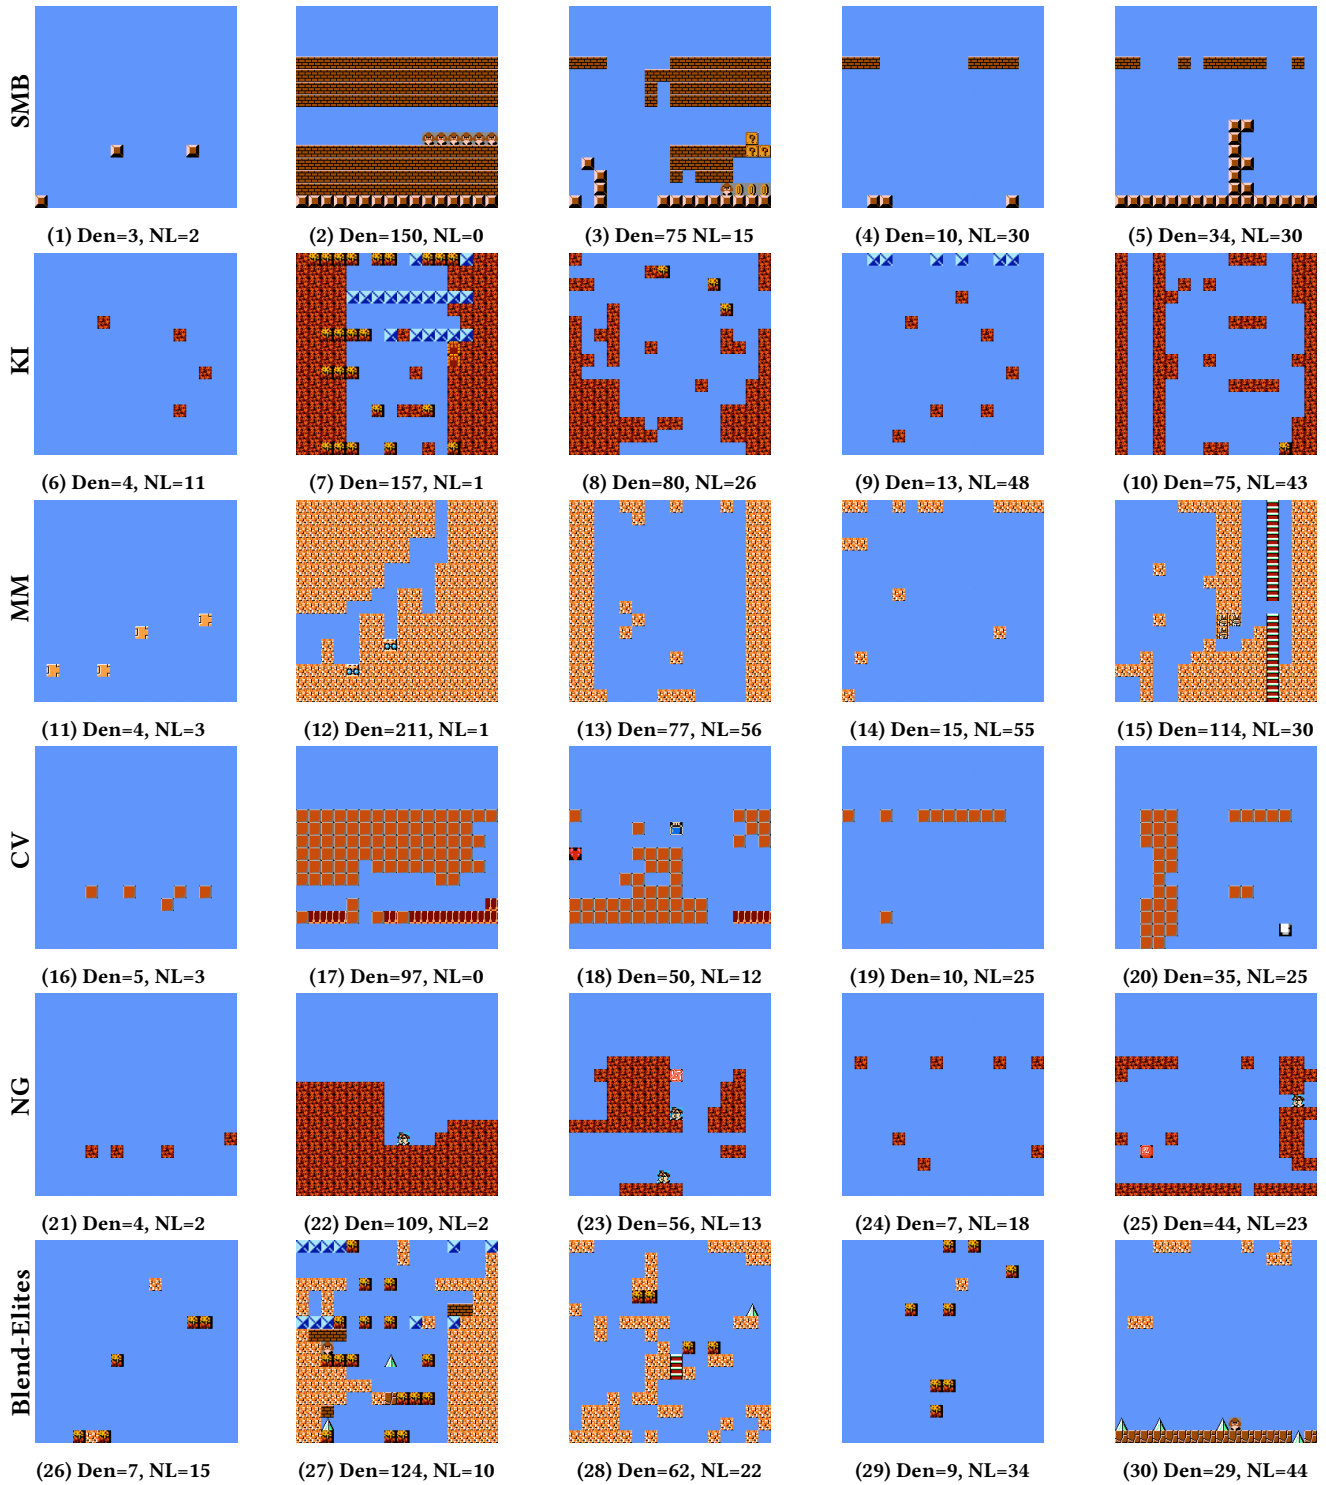 SMB
(1) Den=3, NL=2
(2) Den=150, NL=0
(3) Den=75 NL=15
(4) Den=10, NL=30
(5) Den=34, NL=30
KI
(6) Den=4, NL=11
(7) Den=157, NL=1
(8) Den=80, NL=26
(9) Den=13, NL=48
(10) Den=75, NL=43
MM
(11) Den=4, NL=3
(12) Den=211, NL=1
(13) Den=77, NL=56
(14) Den=15, NL=55
(15) Den=114, NL=30
CV
(16) Den=5, NL=3
(17) Den=97, NL=0
(18) Den=50, NL=12
(19) Den=10, NL=25
(20) Den=35, NL=25
NG
(21) Den=4, NL=2
(22) Den=109, NL=2
(23) Den=56, NL=13
(24) Den=7, NL=18
(25) Den=44, NL=23
Blend-Elites
(26) Den=7, NL=15
(27) Den=124, NL=10
(28) Den=62, NL=22
(29) Den=9, NL=34
(30) Den=29, NL=44